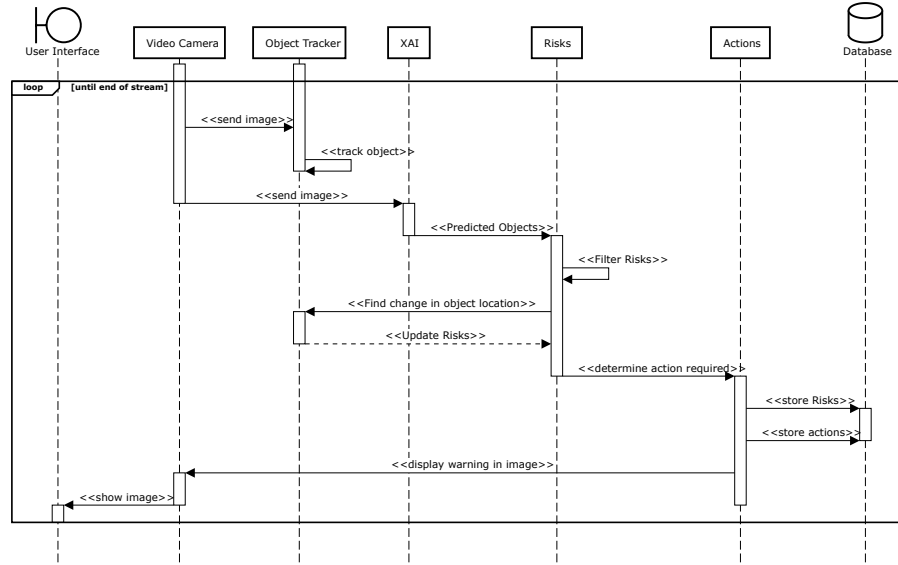 User Interface
Video Camera
Object Tracker
XAI
Risks
Actions
Database
loop
[until end of stream]
<<send image>>
<<track object>>
<<send image>>
<<Predicted Objects>>
<<Filter Risks>>
<<Find change in object location>>
<<Update Risks>>
<<determine action required>>
<<store Risks>>
<<store actions>>
<<display warning in image>>
<<show image>>